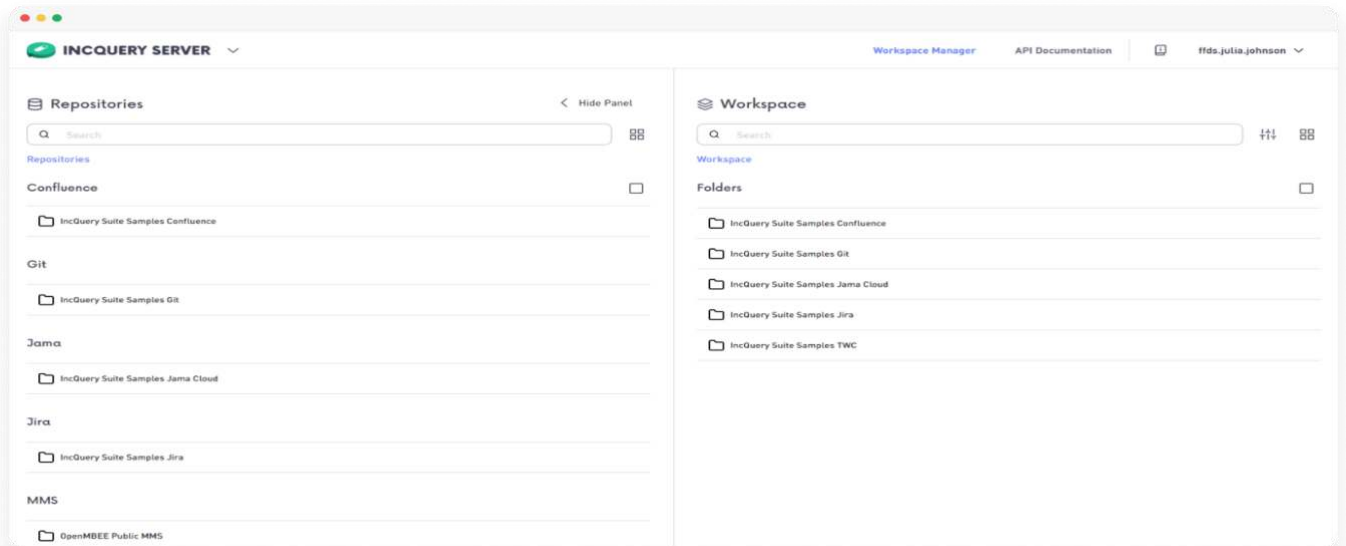 INCQUERY SERVER
Workspace Manager
API Documentation
ffds.julia.johnson
Repositories
Hide Panel
Search
Repositories
Confluence
IncQuery Suite Samples Confluence
Git
IncQuery Suite Samples Git
Jama
IncQuery Suite Samples Jama Cloud
Jira
IncQuery Suite Samples Jira
MMS
OpenMBEE Public MMS
Workspace
Search
Workspace
Folders
IncQuery Suite Samples Confluence
IncQuery Suite Samples Git
IncQuery Suite Samples Jama Cloud
IncQuery Suite Samples Jira
IncQuery Suite Samples TWC